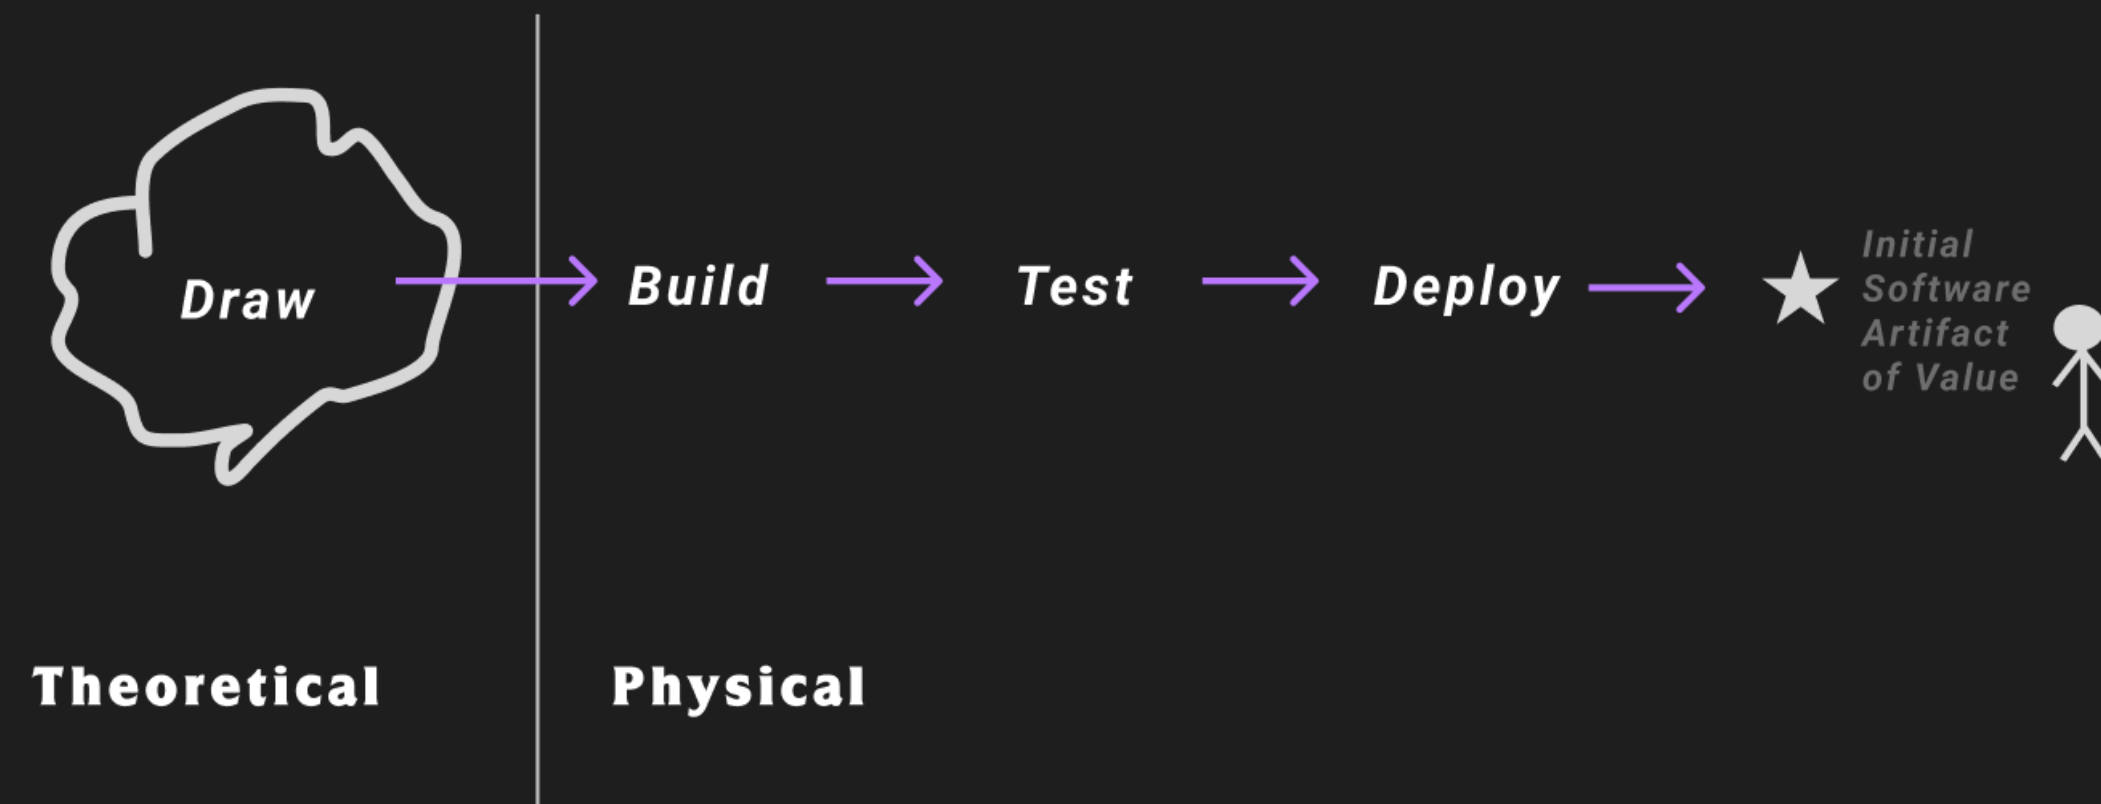 Draw
Build
Test
Deploy
Initial
Software
Artifact
of Value
Theoretical
Physical